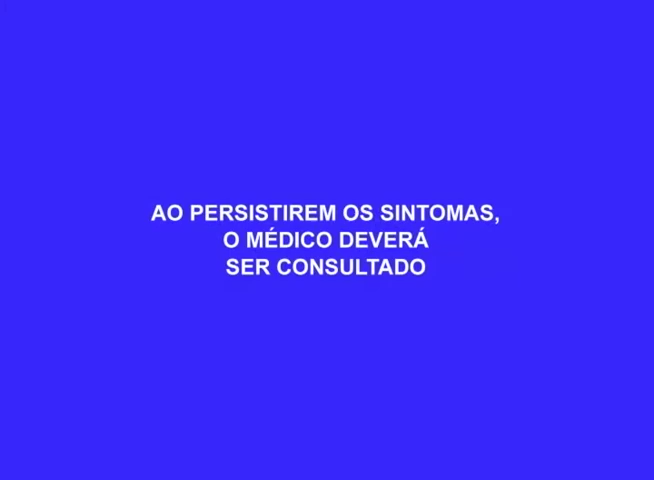 AO PERSISTIREM OS SINTOMAS,
O MÉDICO DEVERÁ
SER CONSULTADO